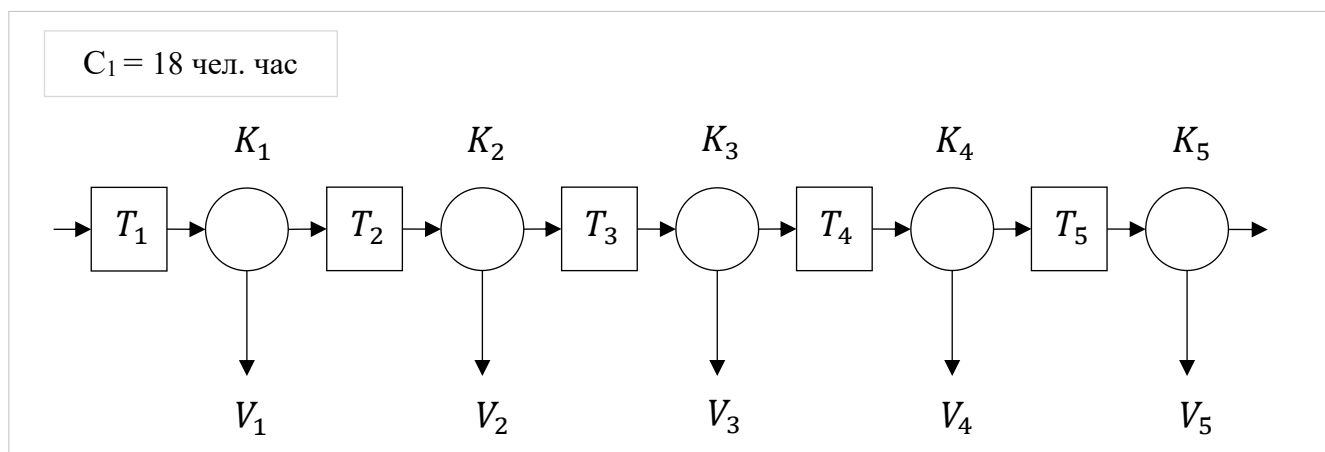 C₁ = 18 чел. час
K₁ K₂ K₃ K₄ K₅
T₁ T₂ T₃ T₄ T₅
V₁ V₂ V₃ V₄ V₅